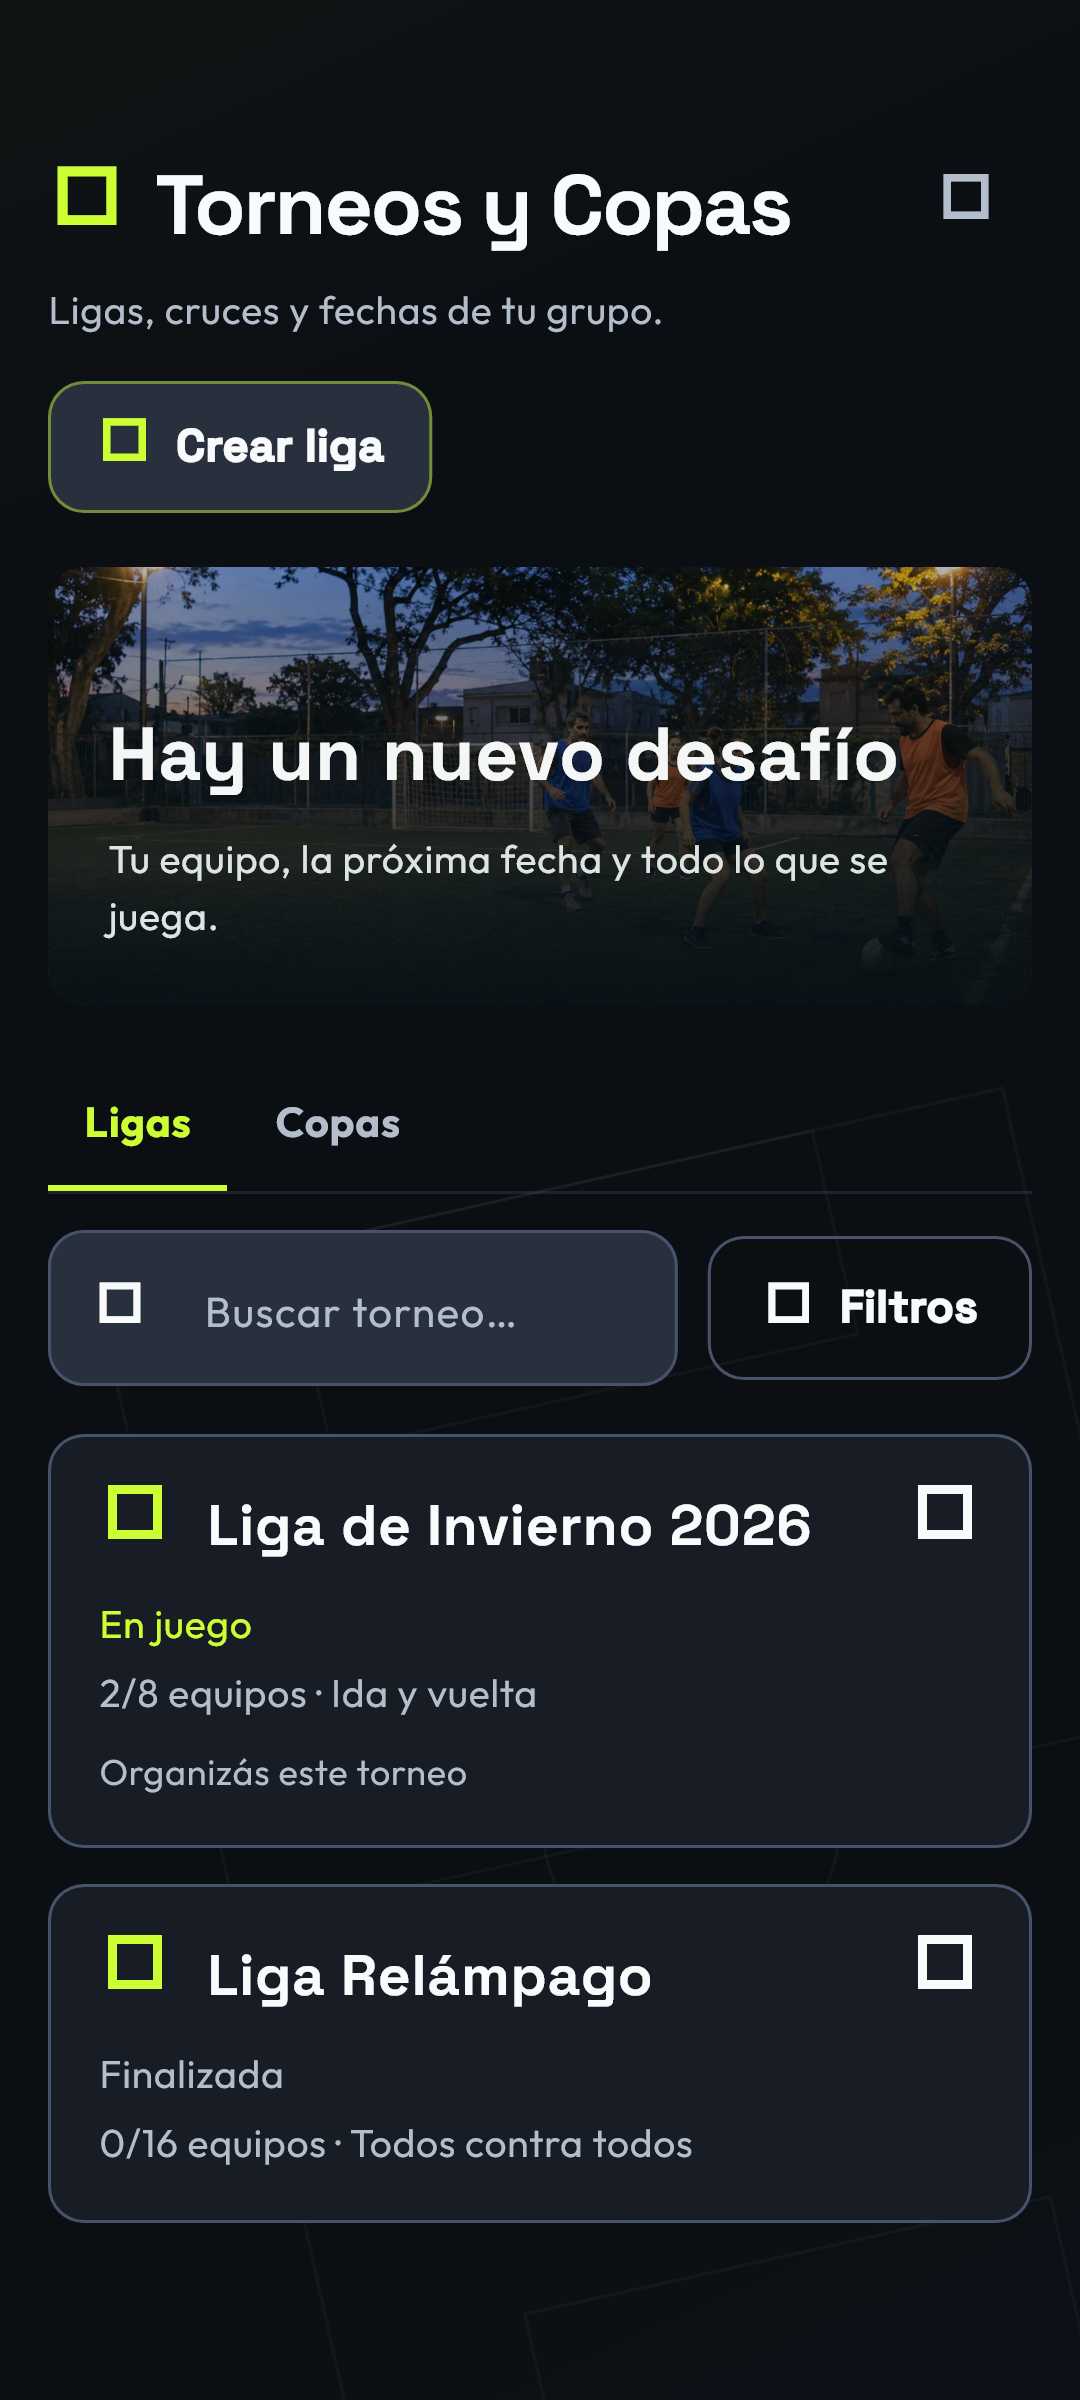 Torneos y Copas
Ligas, cruces y fechas de tu grupo.
Crear liga
Hay un nuevo desafío
Tu equipo, la próxima fecha y todo lo que se
juega.
Ligas Copas
Buscar torneo... Filtros
Liga de Invierno 2026
En juego
2/8 equipos · Ida y vuelta
Organizás este torneo
Liga Relámpago
Finalizada
0/16 equipos · Todos contra todos